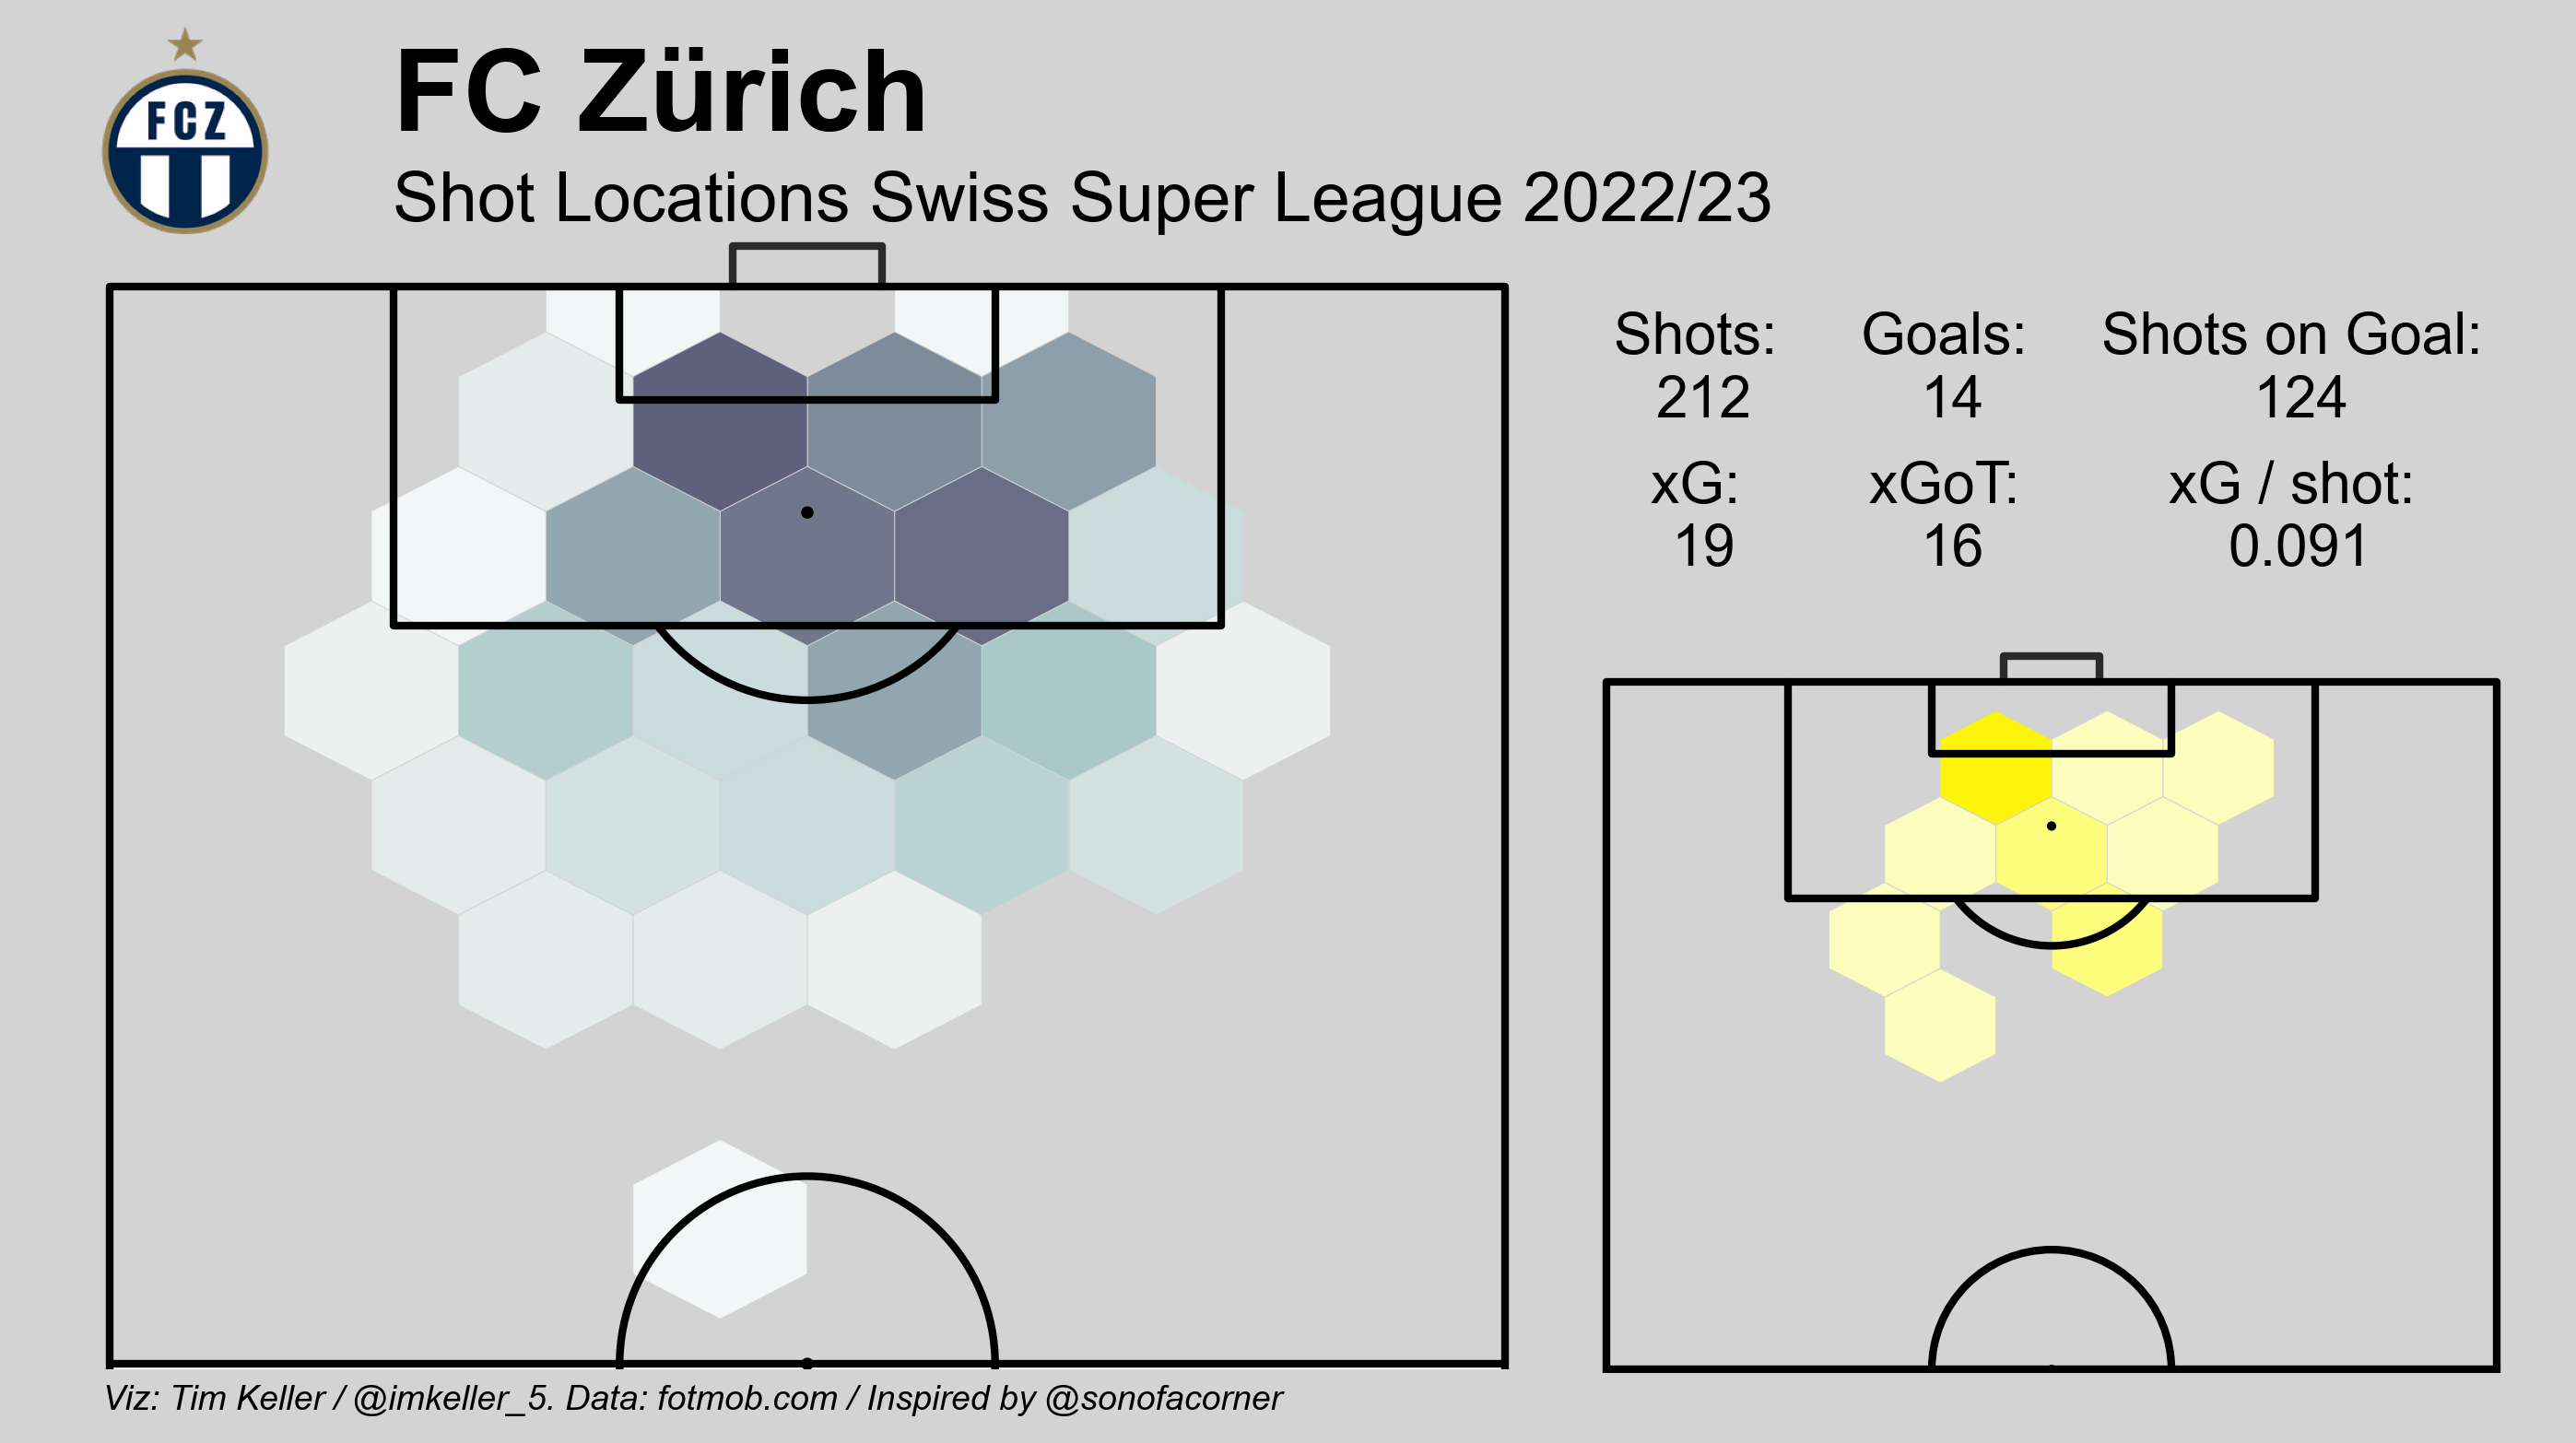 FCZ
FC Zürich
Shot Locations Swiss Super League 2022/23
Shots: Goals: Shots on Goal:
212 14 124
xG: xGoT: xG / shot:
19 16 0.091
Viz: Tim Keller / @imkeller_5. Data: fotmob.com / Inspired by @sonofacorner